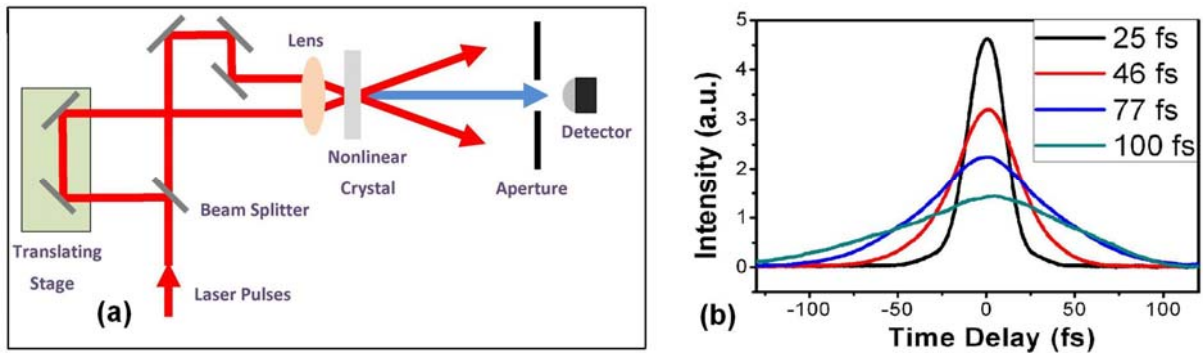 Lens
Detector
Nonlinear
Crystal
Aperture
Beam Splitter
Translating
Stage
Laser Pulses
(a)
Intensity (a.u.)
5
4
3
2
1
0
25 fs
46 fs
77 fs
100 fs
-100
-50
0
50
100
Time Delay (fs)
(b)